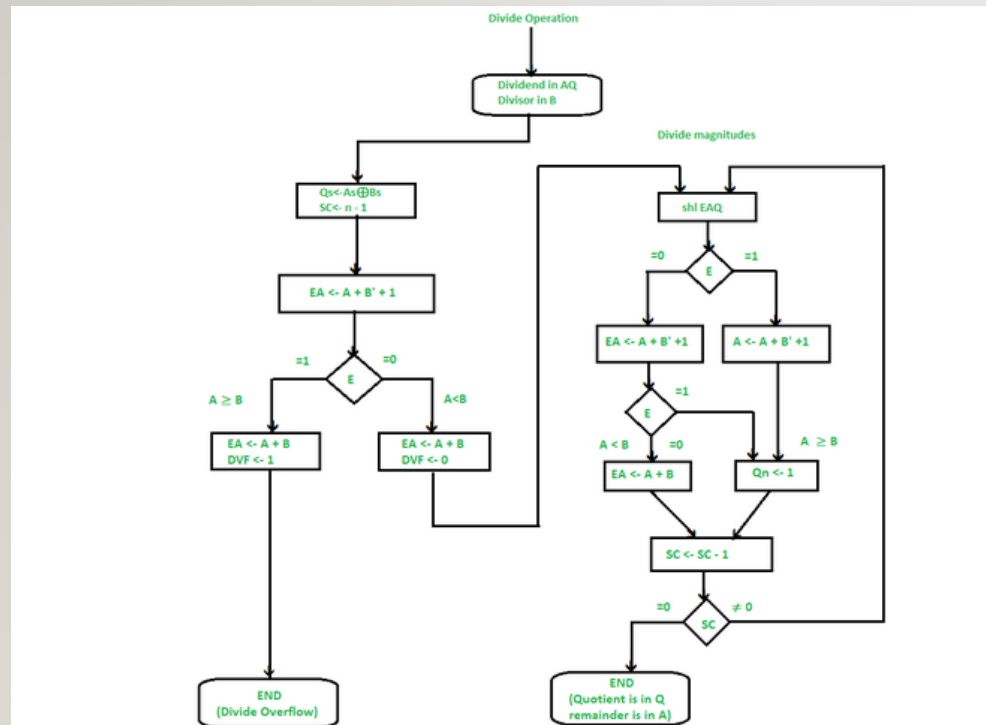 Divide Operation
Dividend in AQ
Divisor in B
Qs<-As⊕Bs
SC<- n - 1
EA <- A + B' + 1
E
=1
=0
A ≥ B
A<B
EA <- A + B
DVF <- 1
EA <- A + B
DVF <- 0
END
(Divide Overflow)
Divide magnitudes
shl EAQ
E
=0
=1
EA <- A + B' +1
A <- A + B' +1
E
=1
A < B
=0
A ≥ B
EA <- A + B
Qn <- 1
SC <- SC - 1
=0
≠ 0
SC
END
(Quotient is in Q
remainder is in A)